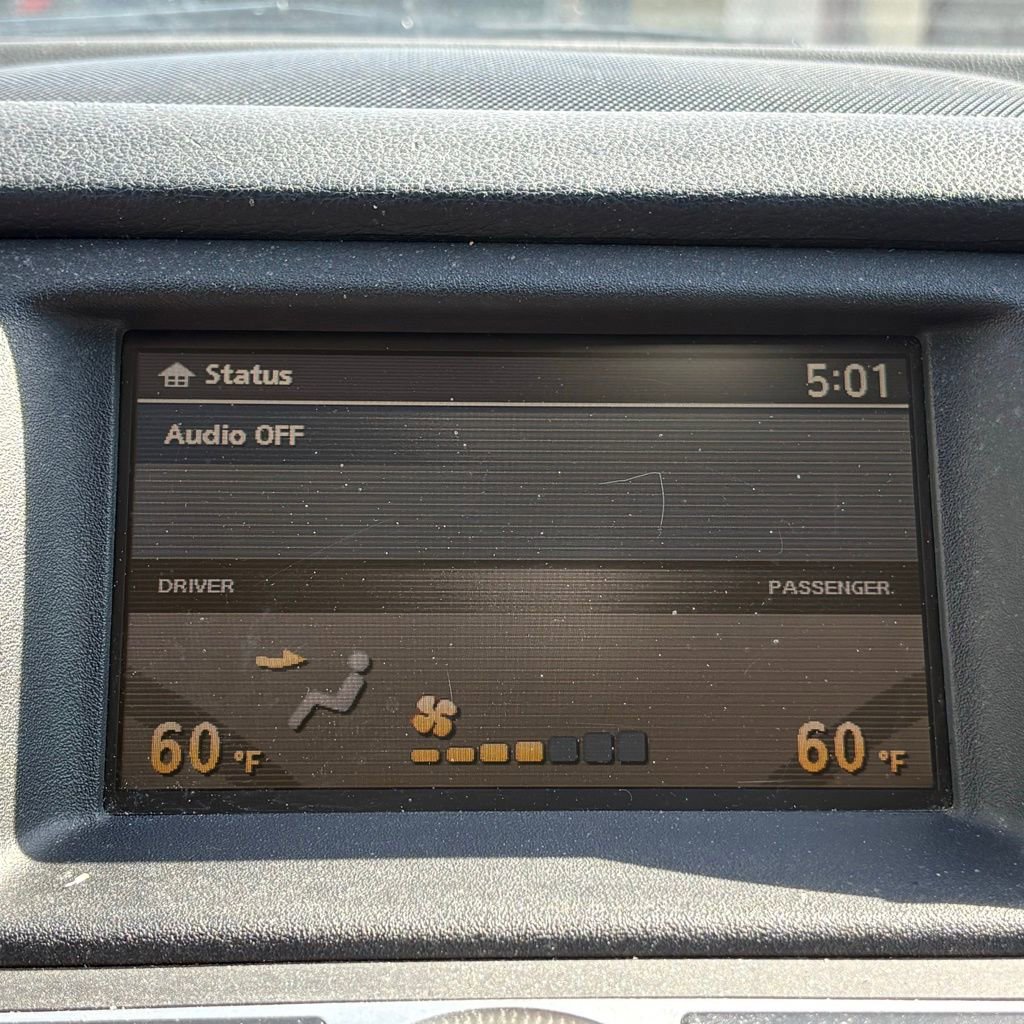 Status 5:01
Audio OFF
DRIVER PASSENGER
60 °F 60 °F